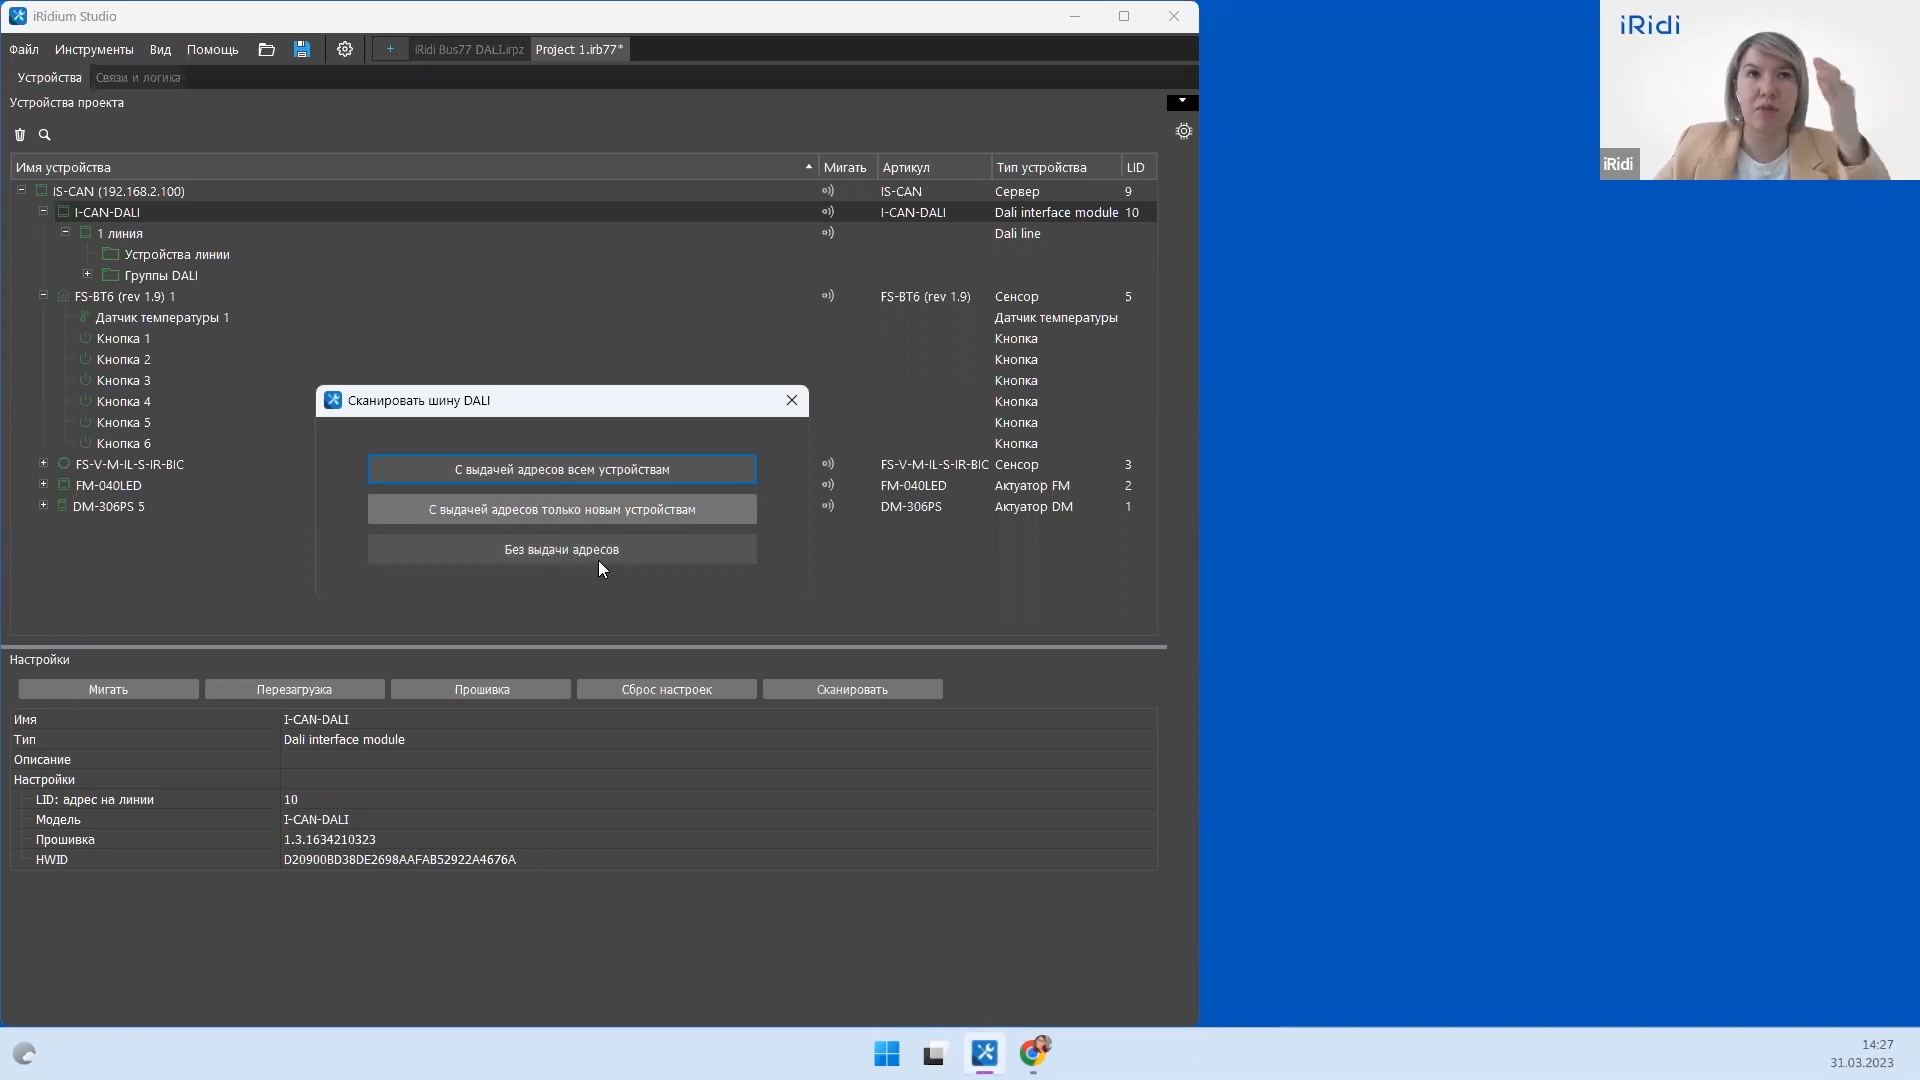 iRidium Studio
Файл Инструменты Вид Помощь + iRidi Bus77 DALI.irpz Project 1.irb77*
Устройства Связи и логика
Устройства проекта
Имя устройства Мигать Артикул Тип устройства LID
IS-CAN (192.168.2.100) IS-CAN Сервер 9
I-CAN-DALI I-CAN-DALI Dali interface module 10
1 линия Dali line
Устройства линии
Группы DALI
FS-BT6 (rev 1.9) 1 FS-BT6 (rev 1.9) Сенсор 5
Датчик температуры 1 Датчик температуры
Кнопка 1 Кнопка
Кнопка 2 Кнопка
Кнопка 3 Кнопка
Кнопка 4 Кнопка
Кнопка 5 Кнопка
Кнопка 6 Кнопка
FS-V-M-IL-S-IR-BIC FS-V-M-IL-S-IR-BIC Сенсор 3
FM-040LED FM-040LED Актуатор FM 2
DM-306PS 5 DM-306PS Актуатор DM 1
Сканировать шину DALI
С выдачей адресов всем устройствам
С выдачей адресов только новым устройствам
Без выдачи адресов
Настройки
Мигать Перезагрузка Прошивка Сброс настроек Сканировать
Имя I-CAN-DALI
Тип Dali interface module
Описание
Настройки
LID: адрес на линии 10
Модель I-CAN-DALI
Прошивка 1.3.1634210323
HWID D20900BD38DE2698AAFAB52922A4676A
iRidi
iRidi
14:27
31.03.2023